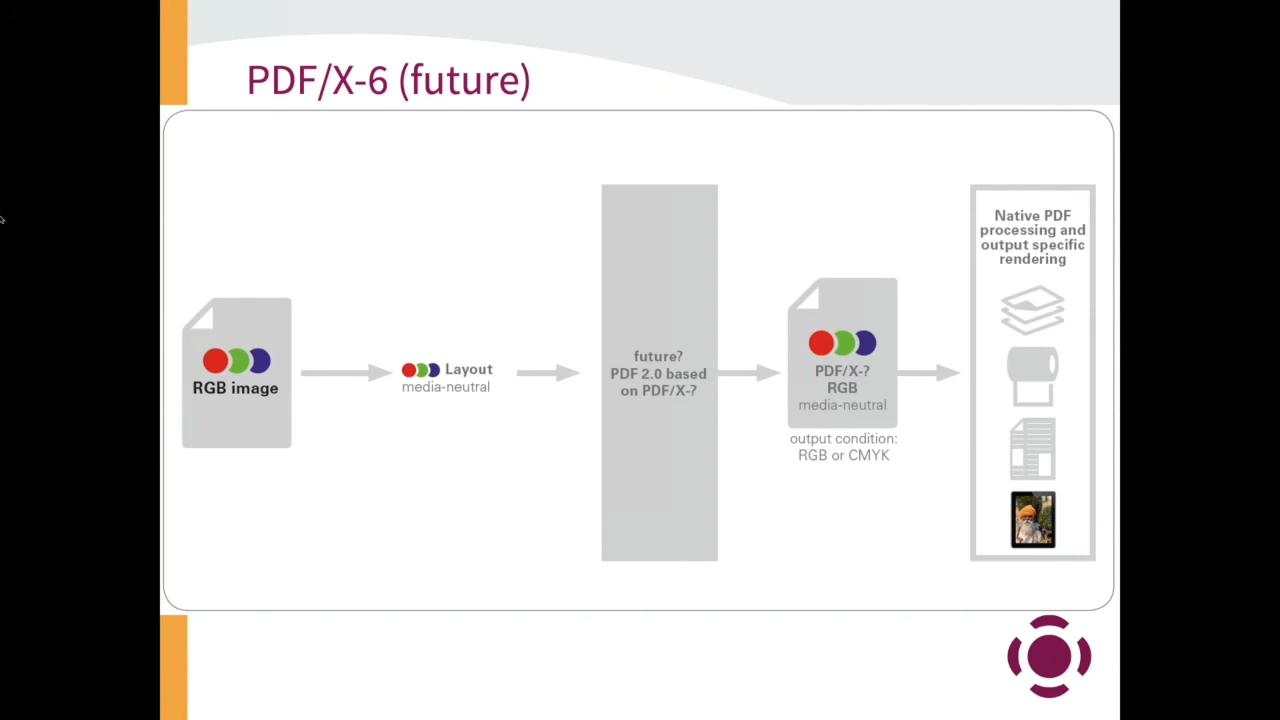 PDF/X-6 (future)
RGB image
Layout
media-neutral
future?
PDF 2.0 based
on PDF/X-?
PDF/X-?
RGB
media-neutral
output condition:
RGB or CMYK
Native PDF
processing and
output specific
rendering